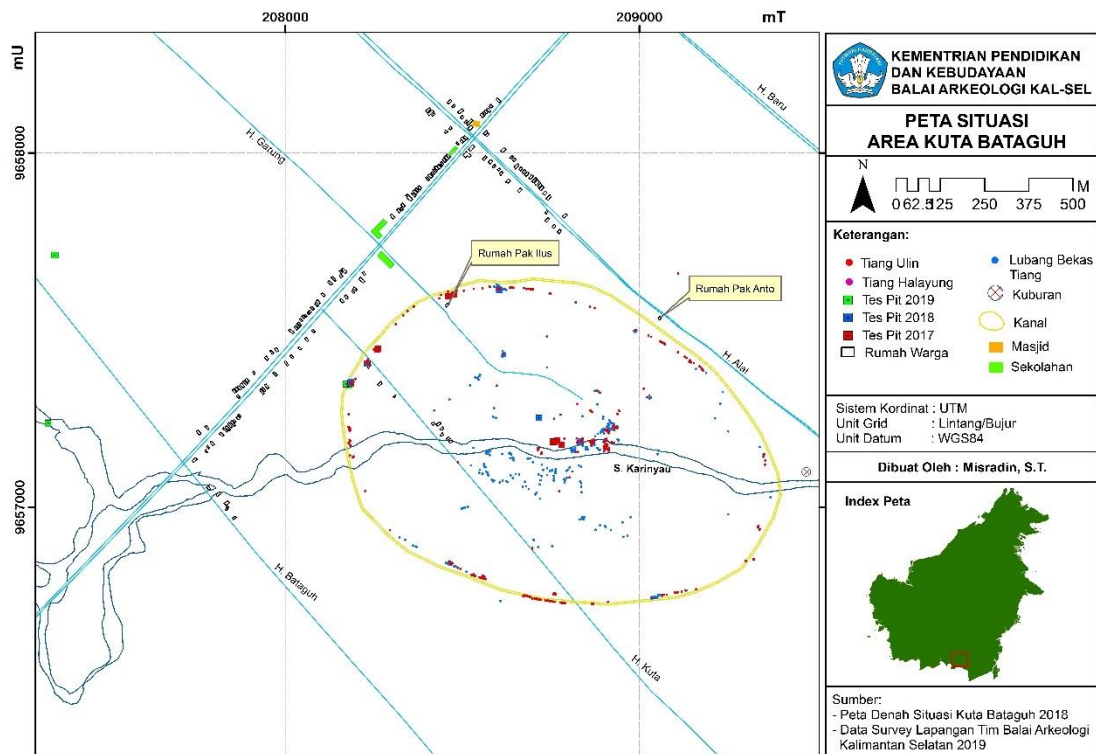 208000
209000
mT
mU
9658000
9657000
H. Gatung
H. Baru
Rumah Pak Ilus
Rumah Pak Anto
H. Ajai
S. Karinyau
H. Bataguh
H. Kuta
KEMENTRIAN PENDIDIKAN
DAN KEBUDAYAAN
BALAI ARKEOLOGI KAL-SEL
PETA SITUASI
AREA KUTA BATAGUH
N
M
0 62.5 125 250 375 500
Keterangan:
Tiang Ulin
Tiang Halayung
Tes Pit 2019
Tes Pit 2018
Tes Pit 2017
Rumah Warga
Lubang Bekas
Tiang
Kuburan
Kanal
Masjid
Sekolahan
Sistem Kordinat : UTM
Unit Grid : Lintang/Bujur
Unit Datum : WGS84
Dibuat Oleh : Misradin, S.T.
Index Peta
Sumber:
- Peta Denah Situasi Kuta Bataguh 2018
- Data Survey Lapangan Tim Balai Arkeologi
Kalimantan Selatan 2019